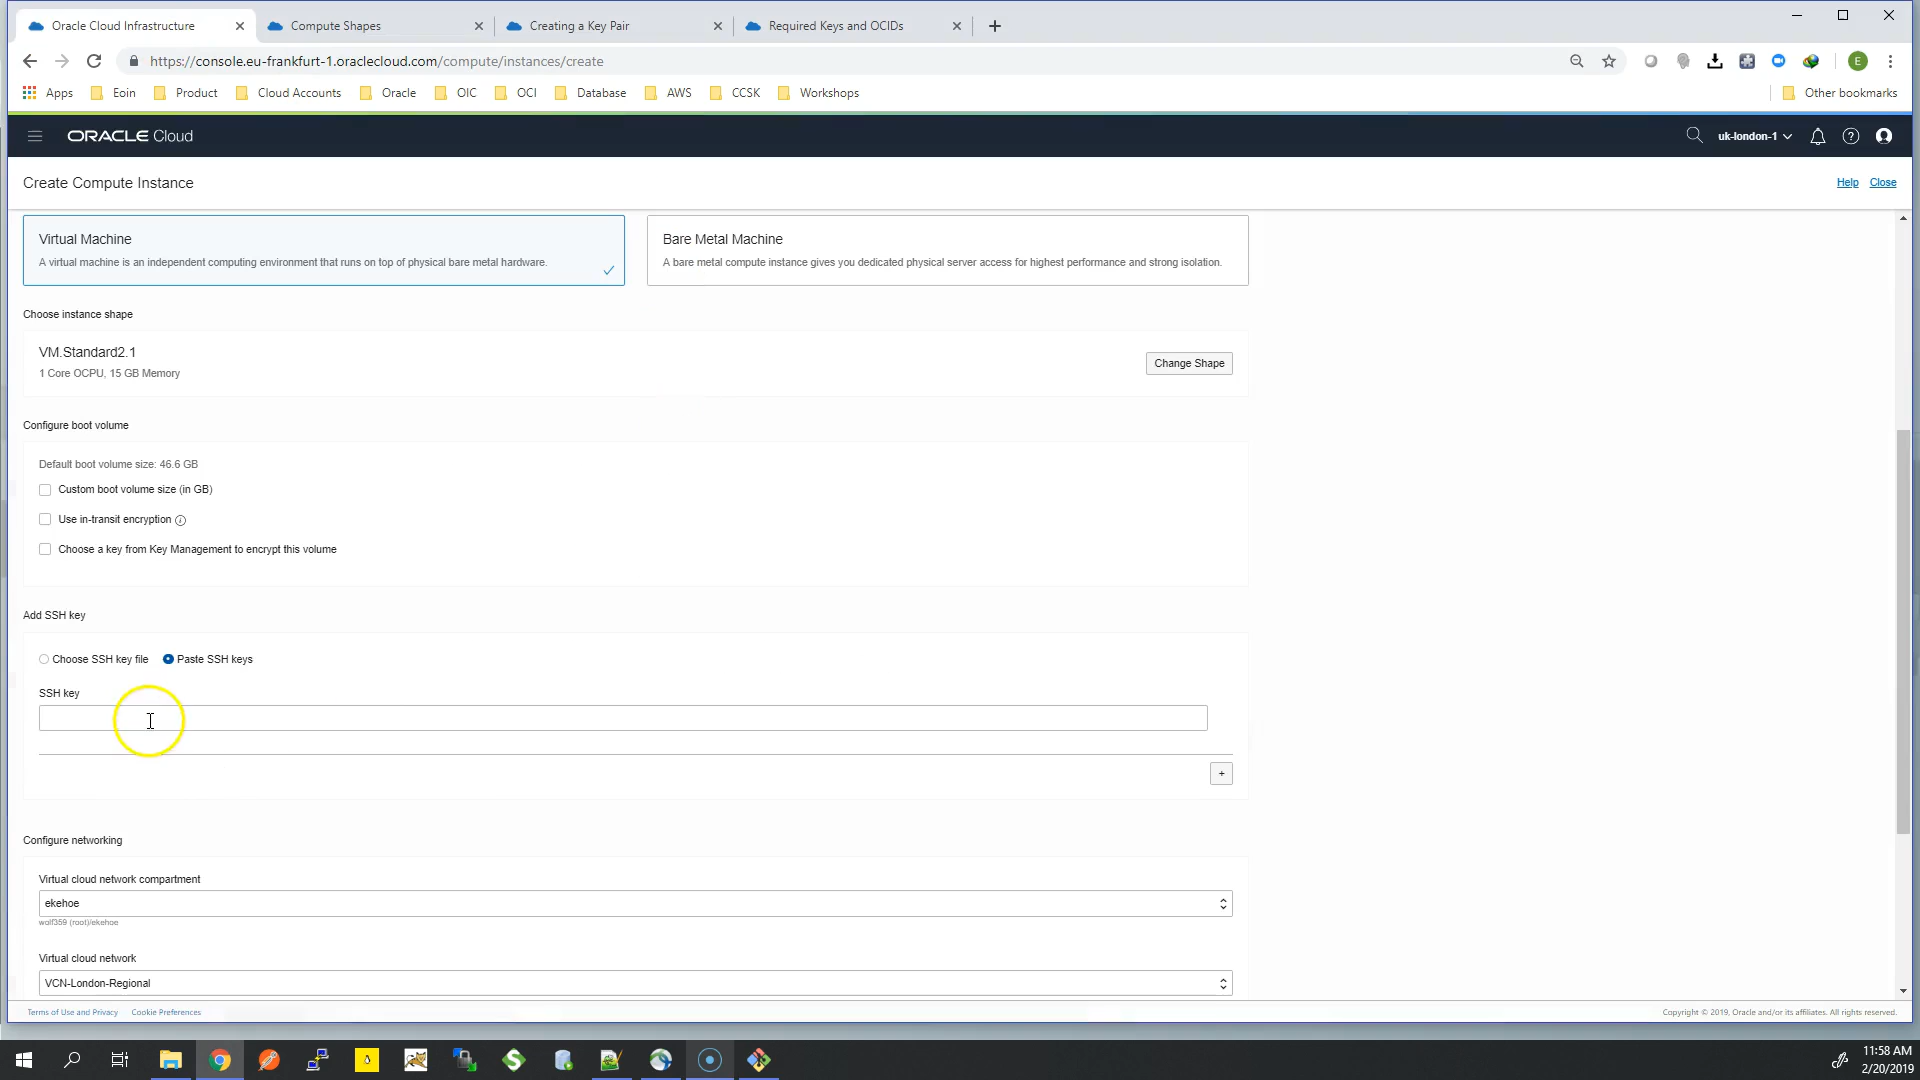 Oracle Cloud Infrastructure
Compute Shapes
Creating a Key Pair
Required Keys and OCIDs
https://console.eu-frankfurt-1.oraclecloud.com/compute/instances/create
E
Apps
Eoin
Product
Cloud Accounts
Oracle
OIC
OCI
Database
AWS
CCSK
Workshops
Other bookmarks
ORACLE Cloud
uk-london-1
Create Compute Instance
Help
Close
Virtual Machine
A virtual machine is an independent computing environment that runs on top of physical bare metal hardware.
Bare Metal Machine
A bare metal compute instance gives you dedicated physical server access for highest performance and strong isolation.
Choose instance shape
VM.Standard2.1
1 Core OCPU, 15 GB Memory
Change Shape
Configure boot volume
Default boot volume size: 46.6 GB
Custom boot volume size (in GB)
Use in-transit encryption
Choose a key from Key Management to encrypt this volume
Add SSH key
Choose SSH key file
Paste SSH keys
SSH key
+
Configure networking
Virtual cloud network compartment
ekehoe
wolf359 (root)/ekehoe
Virtual cloud network
VCN-London-Regional
Terms of Use and Privacy
Cookie Preferences
Copyright © 2019, Oracle and/or its affiliates. All rights reserved.
11:58 AM
2/20/2019